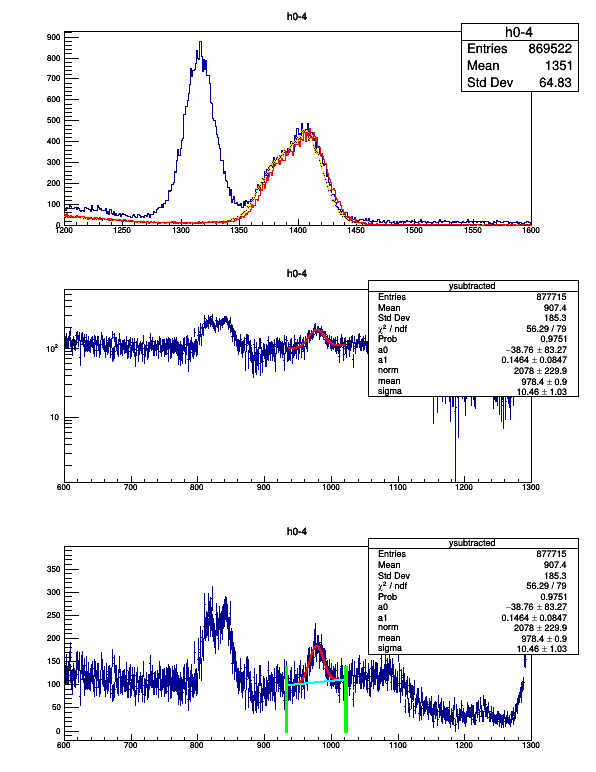 h0-4
h0-4
Entries 869522
Mean 1351
Std Dev 64.83
900
800
700
600
500
400
300
200
100
0
1200 1250 1300 1350 1400 1450 1500 1550 1600
h0-4
ysubtracted
Entries 877715
Mean 907.4
Std Dev 185.3
χ² / ndf 56.29 / 79
Prob 0.9751
a0 −38.76 ± 83.27
a1 0.1464 ± 0.0847
norm 2078 ± 229.9
mean 978.4 ± 0.9
sigma 10.46 ± 1.03
10²
10
600 700 800 900 1000 1100 1200 1300
h0-4
ysubtracted
Entries 877715
Mean 907.4
Std Dev 185.3
χ² / ndf 56.29 / 79
Prob 0.9751
a0 −38.76 ± 83.27
a1 0.1464 ± 0.0847
norm 2078 ± 229.9
mean 978.4 ± 0.9
sigma 10.46 ± 1.03
350
300
250
200
150
100
50
0
600 700 800 900 1000 1100 1200 1300